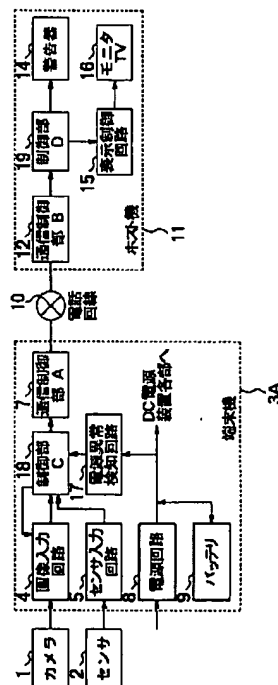 1
カメラ
2
センサ
4
画像入力
回路
5
センサ入力
回路
8
電源回路
9
バッテリ
18
制御部
C
17
電源異常
検知回路
7
通信制御
部 A
DC電源
装置各部へ
端末機
3A
10
電話
回線
12
通信制御
部 B
19
制御部
D
14
警告器
15
表示制御
回路
16
モニタ
TV
ホスト機
11